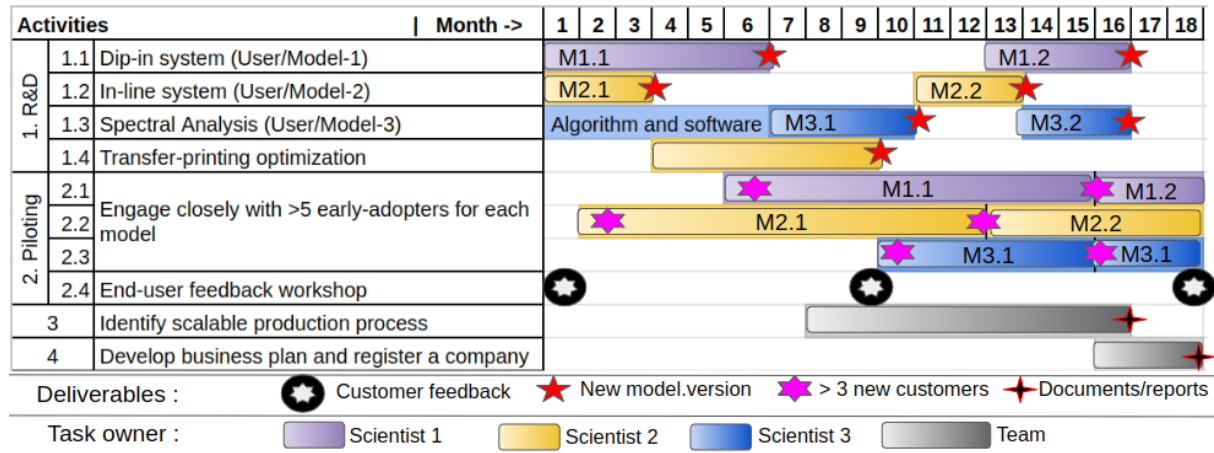 Activities | Month -> 1 2 3 4 5 6 7 8 9 10 11 12 13 14 15 16 17 18
1. R&D
1.1 Dip-in system (User/Model-1) M1.1 M1.2
1.2 In-line system (User/Model-2) M2.1 M2.2
1.3 Spectral Analysis (User/Model-3) Algorithm and software M3.1 M3.2
1.4 Transfer-printing optimization
2. Piloting
2.1 M1.1 M1.2
Engage closely with >5 early-adopters for each
2.2 M2.1 M2.2
model
2.3 M3.1 M3.1
2.4 End-user feedback workshop
3 Identify scalable production process
4 Develop business plan and register a company
Deliverables : Customer feedback New model.version > 3 new customers Documents/reports
Task owner : Scientist 1 Scientist 2 Scientist 3 Team